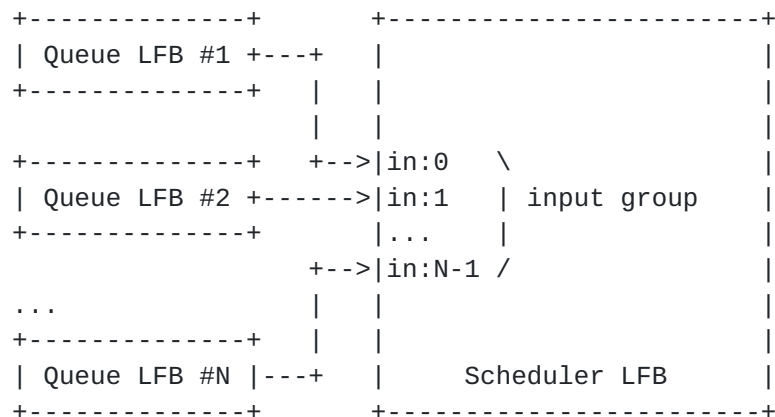 +--------------+       +-------------------------+
| Queue LFB #1 +---+   |                         |
+--------------+   |   |                         |
                   |   |                         |
+--------------+   +-->|in:0   \                 |
| Queue LFB #2 +------>|in:1   | input group     |
+--------------+       |...    |                 |
                   +-->|in:N-1 /                 |
...                |   |                         |
+--------------+   |   |                         |
| Queue LFB #N |---+   |     Scheduler LFB       |
+--------------+       +-------------------------+